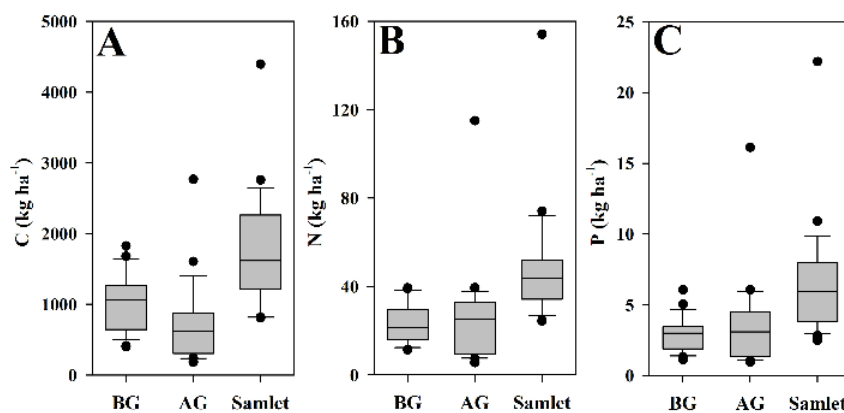 A
C (kg ha⁻¹)
5000
4000
3000
2000
1000
0
BG AG Samlet
B
N (kg ha⁻¹)
160
120
80
40
0
BG AG Samlet
C
P (kg ha⁻¹)
25
20
15
10
5
0
BG AG Samlet